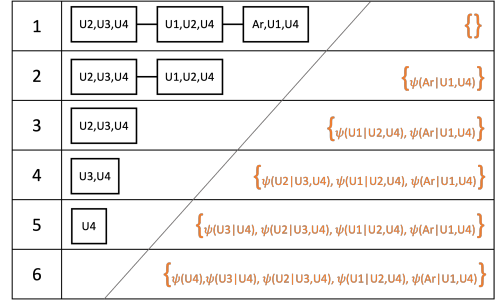 1 U2,U3,U4 U1,U2,U4 Ar,U1,U4 {}
2 U2,U3,U4 U1,U2,U4 {ψ(Ar|U1,U4)}
3 U2,U3,U4 {ψ(U1|U2,U4), ψ(Ar|U1,U4)}
4 U3,U4 {ψ(U2|U3,U4), ψ(U1|U2,U4), ψ(Ar|U1,U4)}
5 U4 {ψ(U3|U4), ψ(U2|U3,U4), ψ(U1|U2,U4), ψ(Ar|U1,U4)}
6 {ψ(U4),ψ(U3|U4), ψ(U2|U3,U4), ψ(U1|U2,U4), ψ(Ar|U1,U4)}